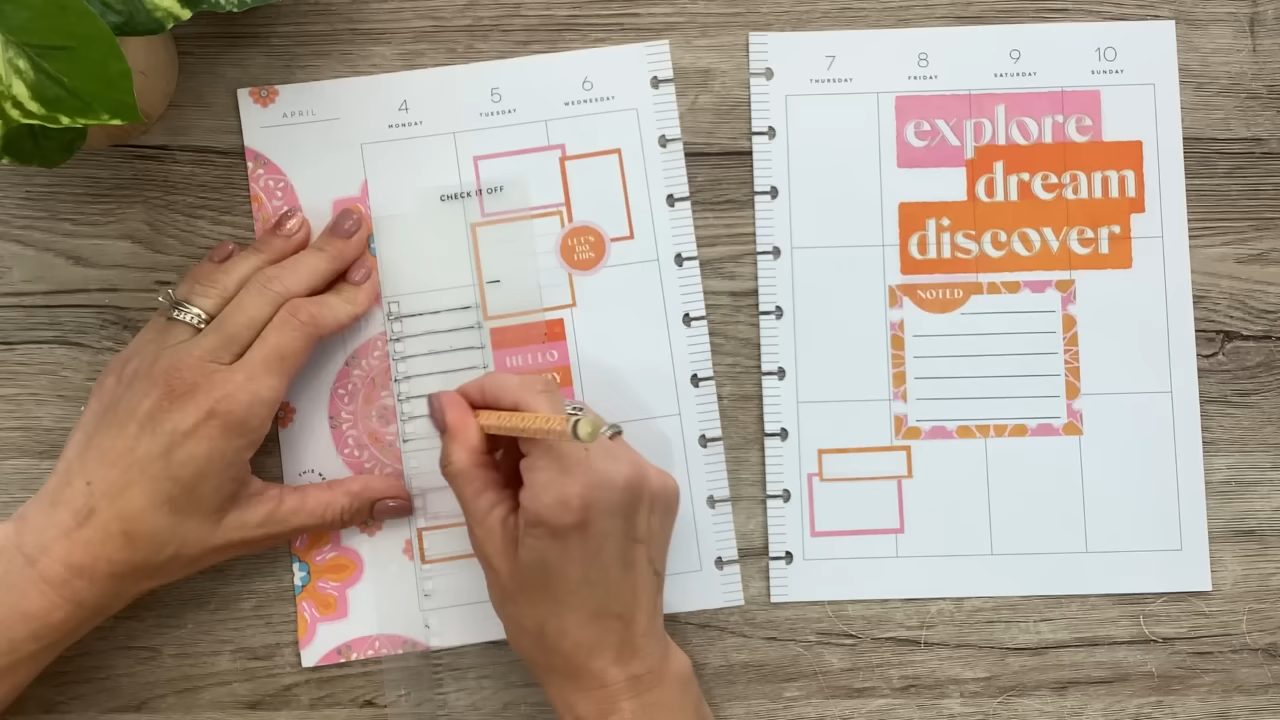 APRIL
4
MONDAY
5
TUESDAY
6
WEDNESDAY
CHECK IT OFF
LET'S
DO
THIS
HELLO
THIS
7
THURSDAY
8
FRIDAY
9
SATURDAY
10
SUNDAY
explore
dream
discover
NOTED